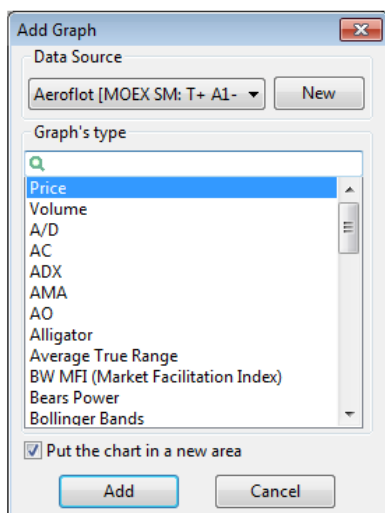 Add Graph
Data Source
Aeroflot [MOEX SM: T+ A1-
New
Graph's type
Price
Volume
A/D
AC
ADX
AMA
AO
Alligator
Average True Range
BW MFI (Market Facilitation Index)
Bears Power
Bollinger Bands
Put the chart in a new area
Add
Cancel